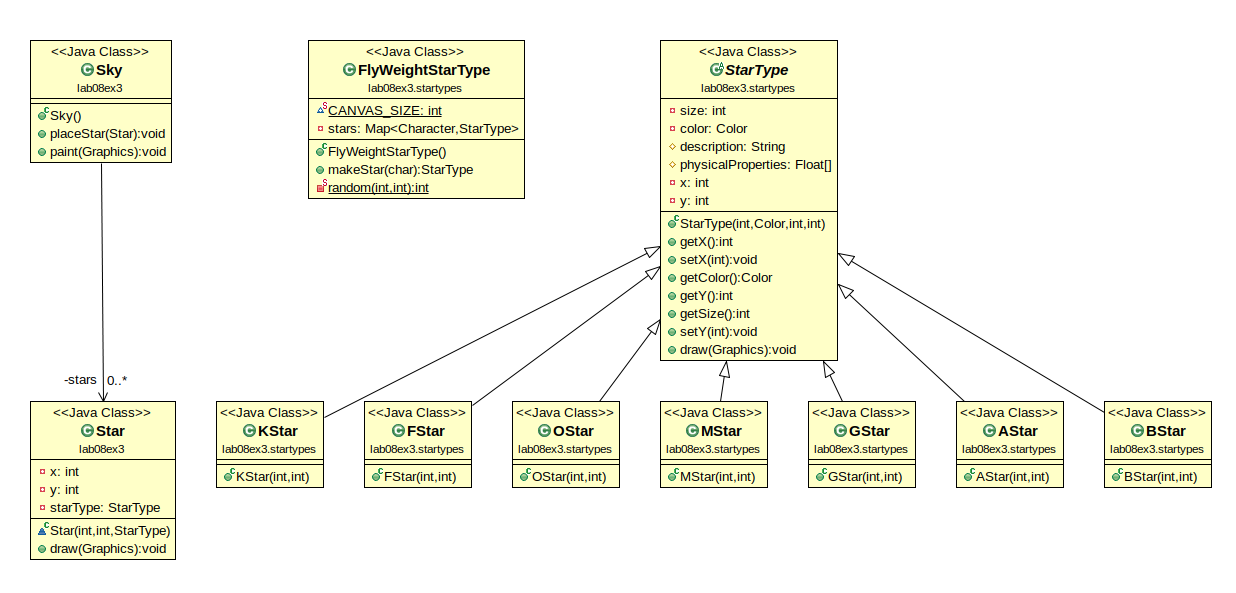 <<Java Class>>
Sky
lab08ex3
Sky()
placeStar(Star):void
paint(Graphics):void
<<Java Class>>
FlyWeightStarType
lab08ex3.startypes
CANVAS_SIZE: int
stars: Map<Character,StarType>
FlyWeightStarType()
makeStar(char):StarType
random(int,int):int
<<Java Class>>
StarType
lab08ex3.startypes
size: int
color: Color
description: String
physicalProperties: Float[]
x: int
y: int
StarType(int,Color,int,int)
getX():int
setX(int):void
getColor():Color
getY():int
getSize():int
setY(int):void
draw(Graphics):void
-stars 0..*
<<Java Class>>
Star
lab08ex3
x: int
y: int
starType: StarType
Star(int,int,StarType)
draw(Graphics):void
<<Java Class>>
KStar
lab08ex3.startypes
KStar(int,int)
<<Java Class>>
FStar
lab08ex3.startypes
FStar(int,int)
<<Java Class>>
OStar
lab08ex3.startypes
OStar(int,int)
<<Java Class>>
MStar
lab08ex3.startypes
MStar(int,int)
<<Java Class>>
GStar
lab08ex3.startypes
GStar(int,int)
<<Java Class>>
AStar
lab08ex3.startypes
AStar(int,int)
<<Java Class>>
BStar
lab08ex3.startypes
BStar(int,int)